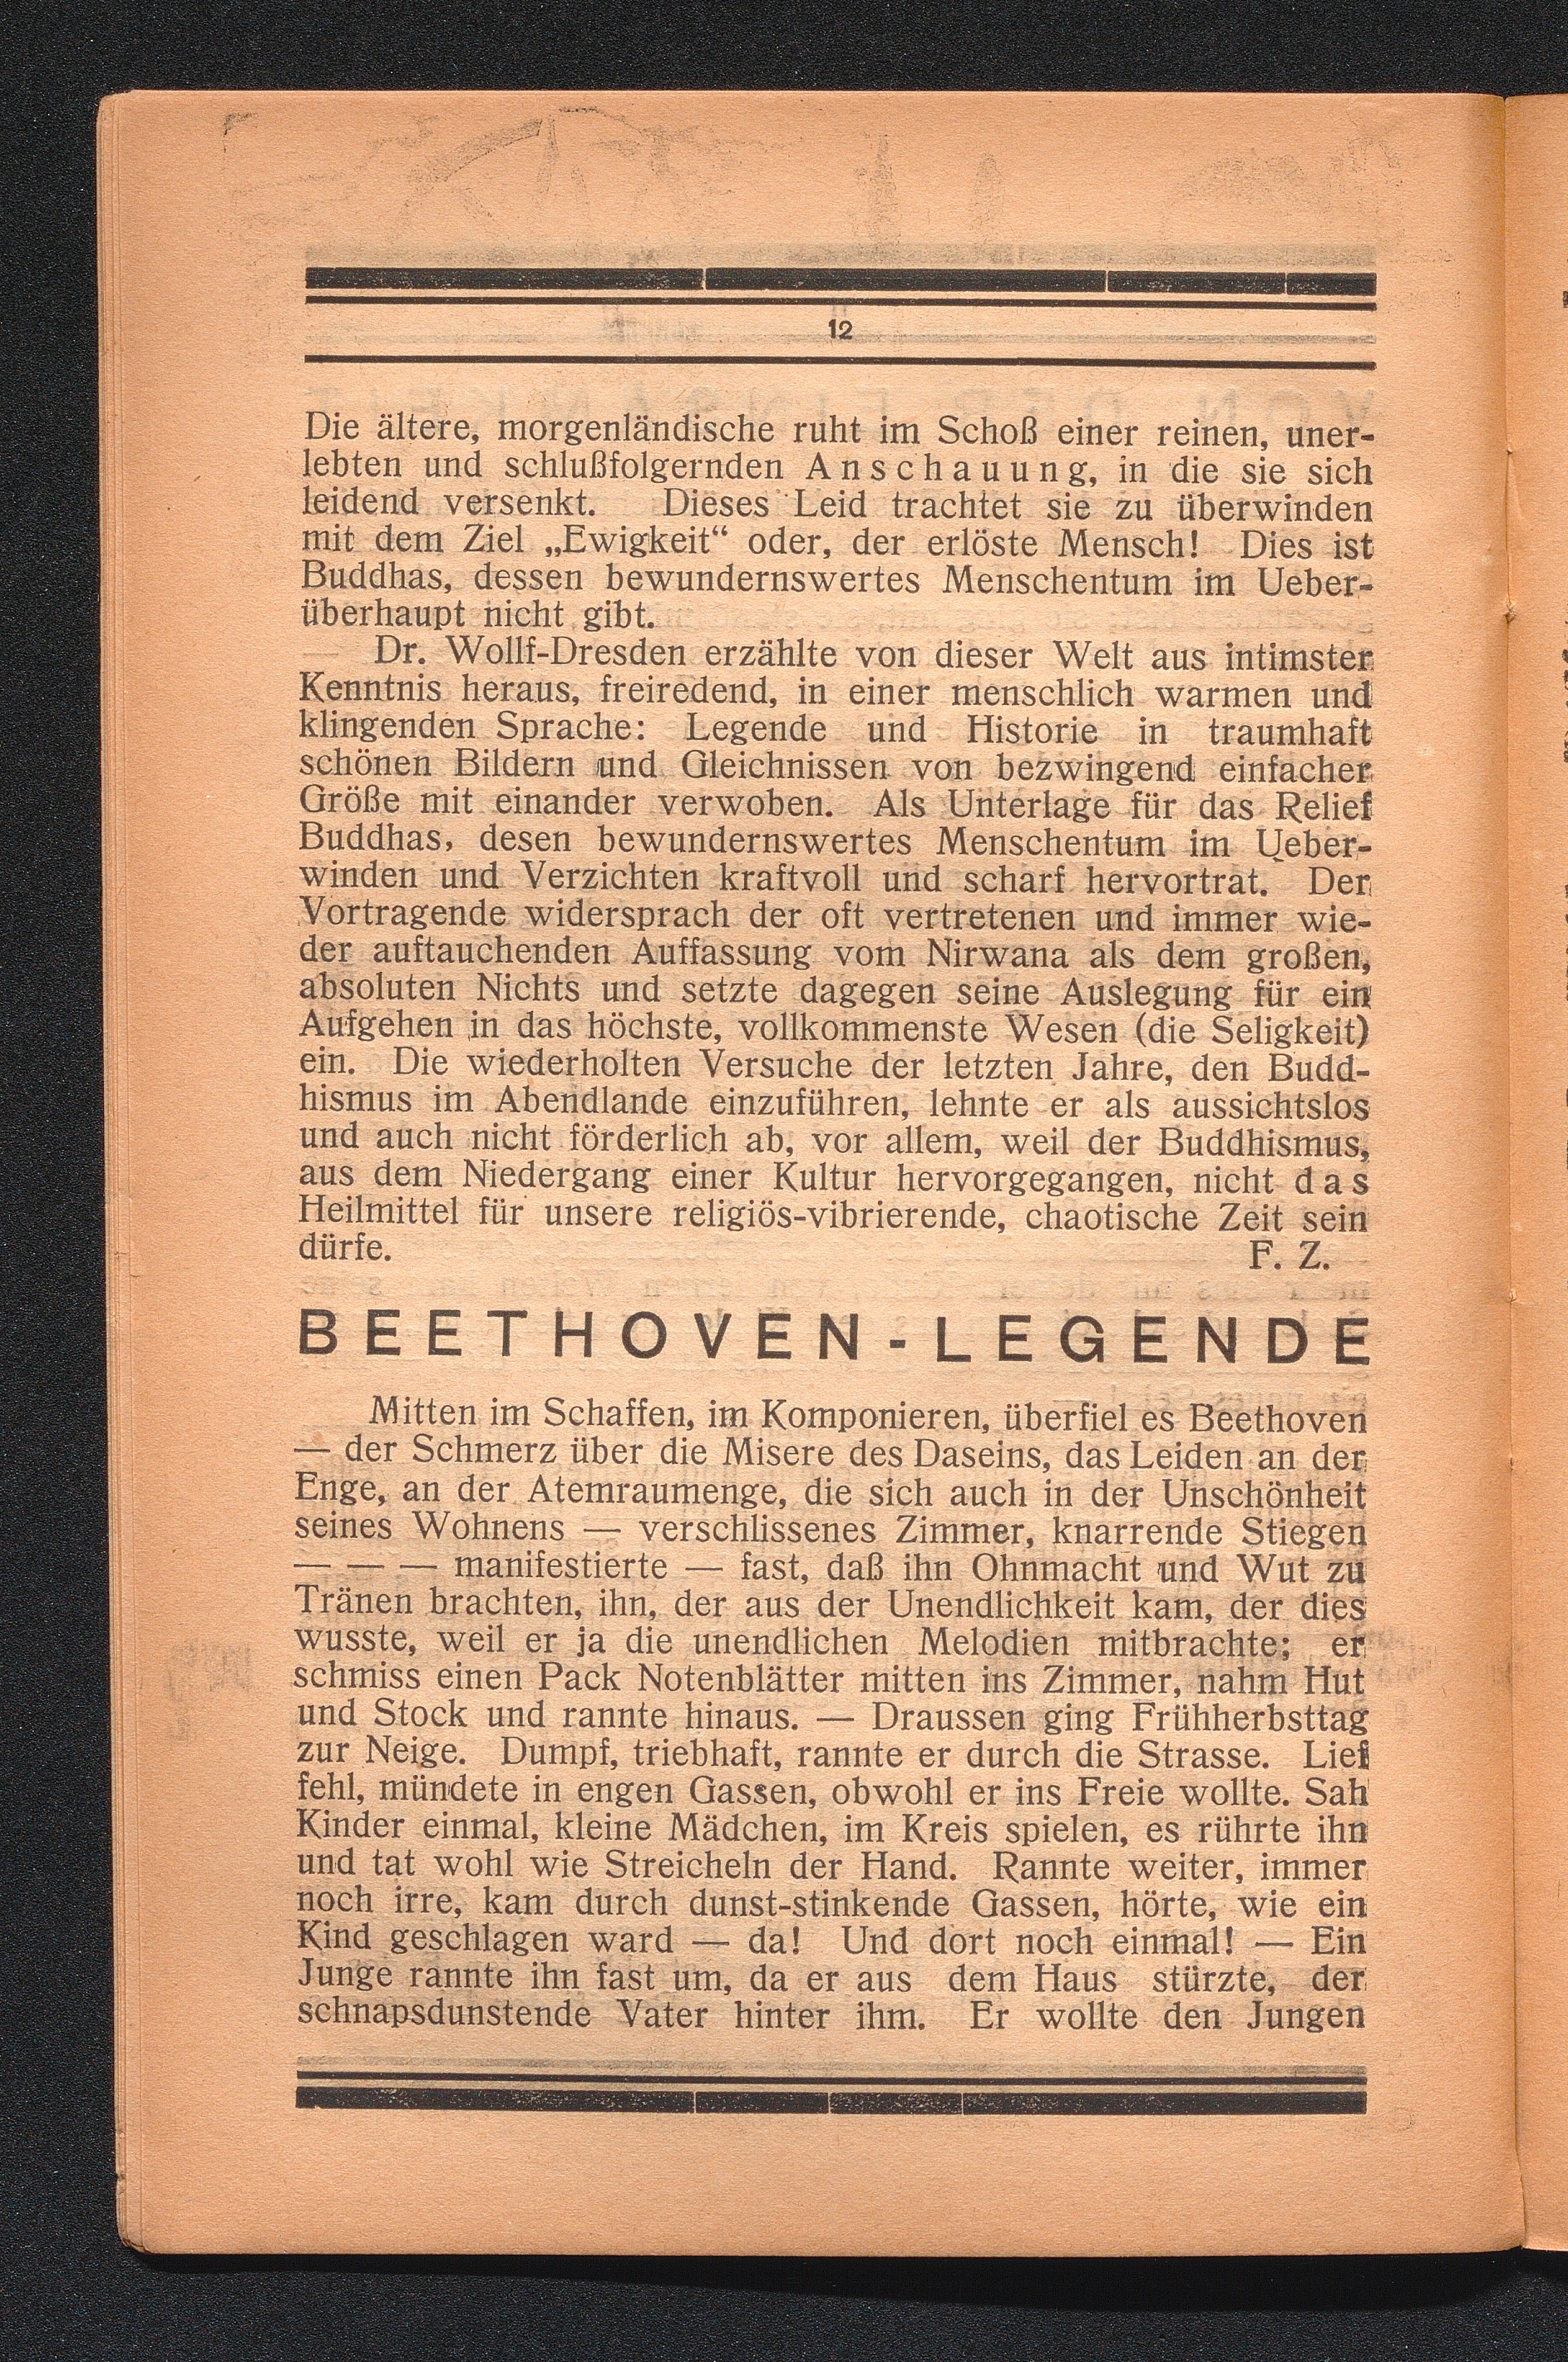 12
Die ältere, morgenländische ruht im Schoß einer reinen, uner-
lebten und schlußfolgernden Anschauung, in die sie sich
leidend versenkt. Dieses Leid trachtet sie zu überwinden
mit dem Ziel „Ewigkeit“ oder, der erlöste Mensch! Dies ist
Buddhas, dessen bewundernswertes Menschentum im Ueber-
überhaupt nicht gibt.
Dr. Wollf-Dresden erzählte von dieser Welt aus intimster
Kenntnis heraus, freiredend, in einer menschlich warmen und
klingenden Sprache: Legende und Historie in traumhaft
schönen Bildern und Gleichnissen von bezwingend einfacher
Größe mit einander verwoben. Als Unterlage für das Relief
Buddhas, desen bewundernswertes Menschentum im Ueber-
winden und Verzichten kraftvoll und scharf hervortrat. Der
Vortragende widersprach der oft vertretenen und immer wie-
der auftauchenden Auffassung vom Nirwana als dem großen,
absoluten Nichts und setzte dagegen seine Auslegung für ein
Aufgehen in das höchste, vollkommenste Wesen (die Seligkeit)
ein. Die wiederholten Versuche der letzten Jahre, den Budd-
hismus im Abendlande einzuführen, lehnte er als aussichtslos
und auch nicht förderlich ab, vor allem, weil der Buddhismus,
aus dem Niedergang einer Kultur hervorgegangen, nicht das
Heilmittel für unsere religiös-vibrierende, chaotische Zeit sein
dürfe. F. Z.
BEETHOVEN-LEGENDE
Mitten im Schaffen, im Komponieren, überfiel es Beethoven
— der Schmerz über die Misere des Daseins, das Leiden an der
Enge, an der Atemraumenge, die sich auch in der Unschönheit
seines Wohnens — verschlissenes Zimmer, knarrende Stiegen
— — — manifestierte — fast, daß ihn Ohnmacht und Wut zu
Tränen brachten, ihn, der aus der Unendlichkeit kam, der dies
wusste, weil er ja die unendlichen Melodien mitbrachte; er
schmiss einen Pack Notenblätter mitten ins Zimmer, nahm Hut
und Stock und rannte hinaus. — Draussen ging Frühherbsttag
zur Neige. Dumpf, triebhaft, rannte er durch die Strasse. Lief
fehl, mündete in engen Gassen, obwohl er ins Freie wollte. Sah
Kinder einmal, kleine Mädchen, im Kreis spielen, es rührte ihn
und tat wohl wie Streicheln der Hand. Rannte weiter, immer
noch irre, kam durch dunst-stinkende Gassen, hörte, wie ein
Kind geschlagen ward — da! Und dort noch einmal! — Ein
Junge rannte ihn fast um, da er aus dem Haus stürzte, der
schnapsdunstende Vater hinter ihm. Er wollte den Jungen